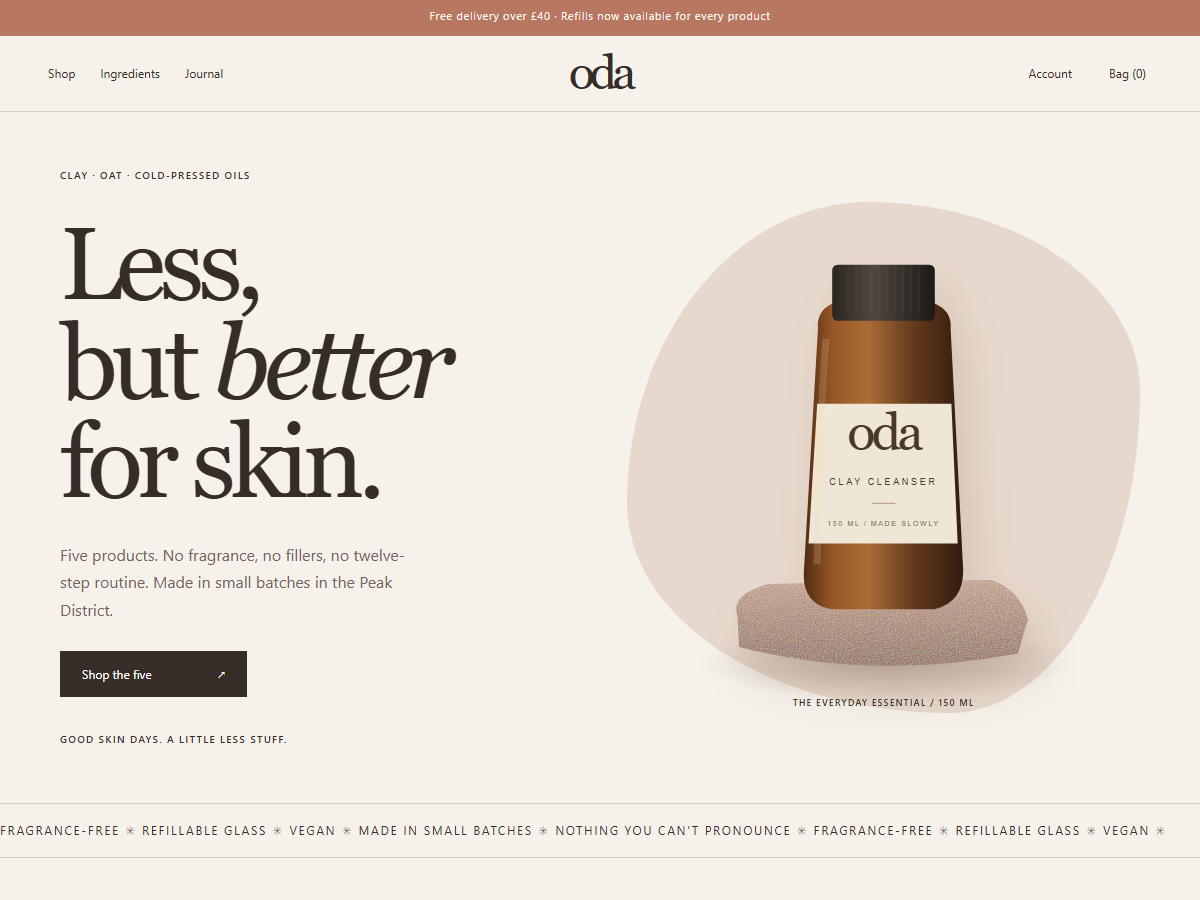 Free delivery over £40 · Refills now available for every product
Shop Ingredients Journal
oda
Account Bag (0)
CLAY · OAT · COLD-PRESSED OILS
Less,
but better
for skin.
Five products. No fragrance, no fillers, no twelve-
step routine. Made in small batches in the Peak
District.
Shop the five ↗
GOOD SKIN DAYS. A LITTLE LESS STUFF.
oda
CLAY CLEANSER
150 ML / MADE SLOWLY
THE EVERYDAY ESSENTIAL / 150 ML
FRAGRANCE-FREE ✳ REFILLABLE GLASS ✳ VEGAN ✳ MADE IN SMALL BATCHES ✳ NOTHING YOU CAN'T PRONOUNCE ✳ FRAGRANCE-FREE ✳ REFILLABLE GLASS ✳ VEGAN ✳